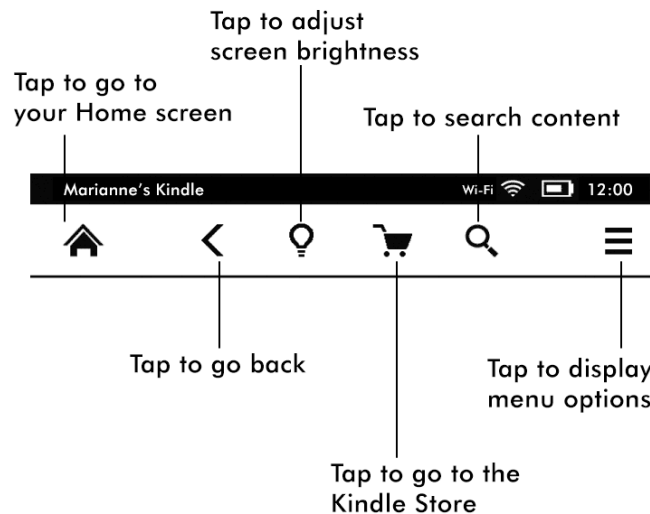 Tap to adjust
screen brightness
Tap to go to
your Home screen
Tap to search content
Marianne's Kindle Wi-Fi 12:00
Tap to go back
Tap to display
menu options
Tap to go to the
Kindle Store